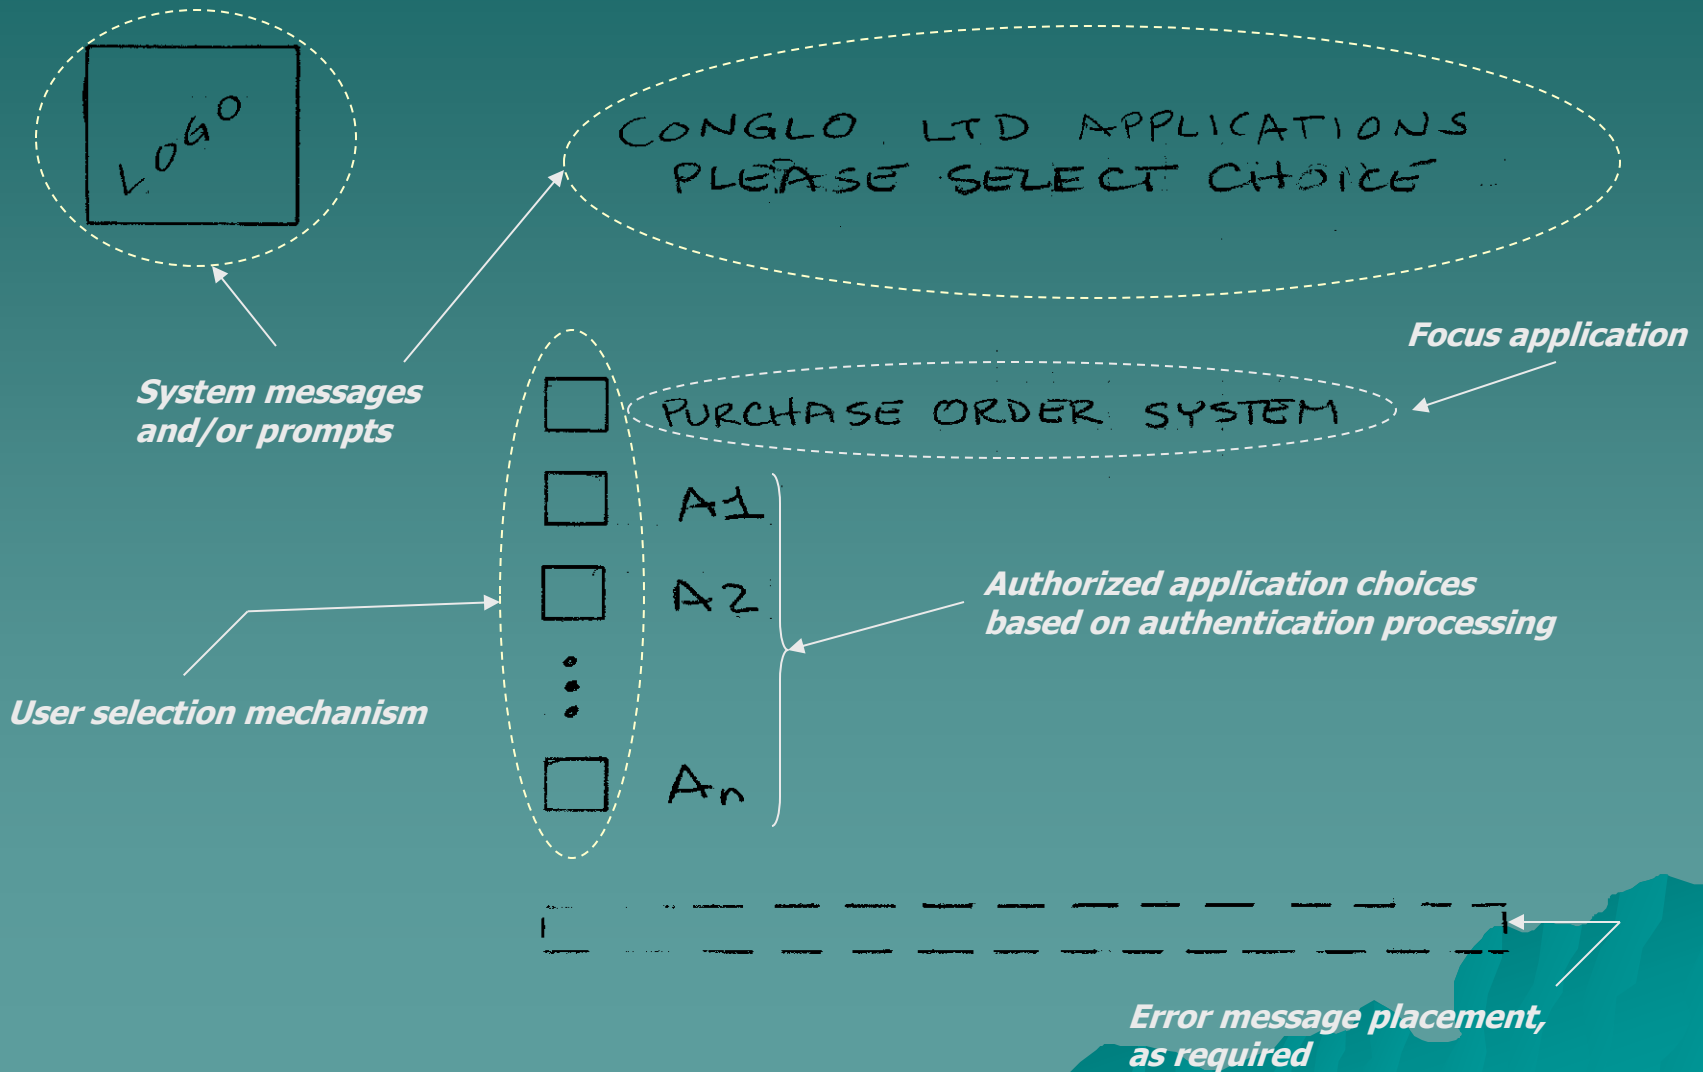 LOGO
CONGLO LTD APPLICATIONS
PLEASE SELECT CHOICE
Focus application
System messages
and/or prompts
PURCHASE ORDER SYSTEM
A1
A2
Authorized application choices
based on authentication processing
User selection mechanism
An
Error message placement,
as required